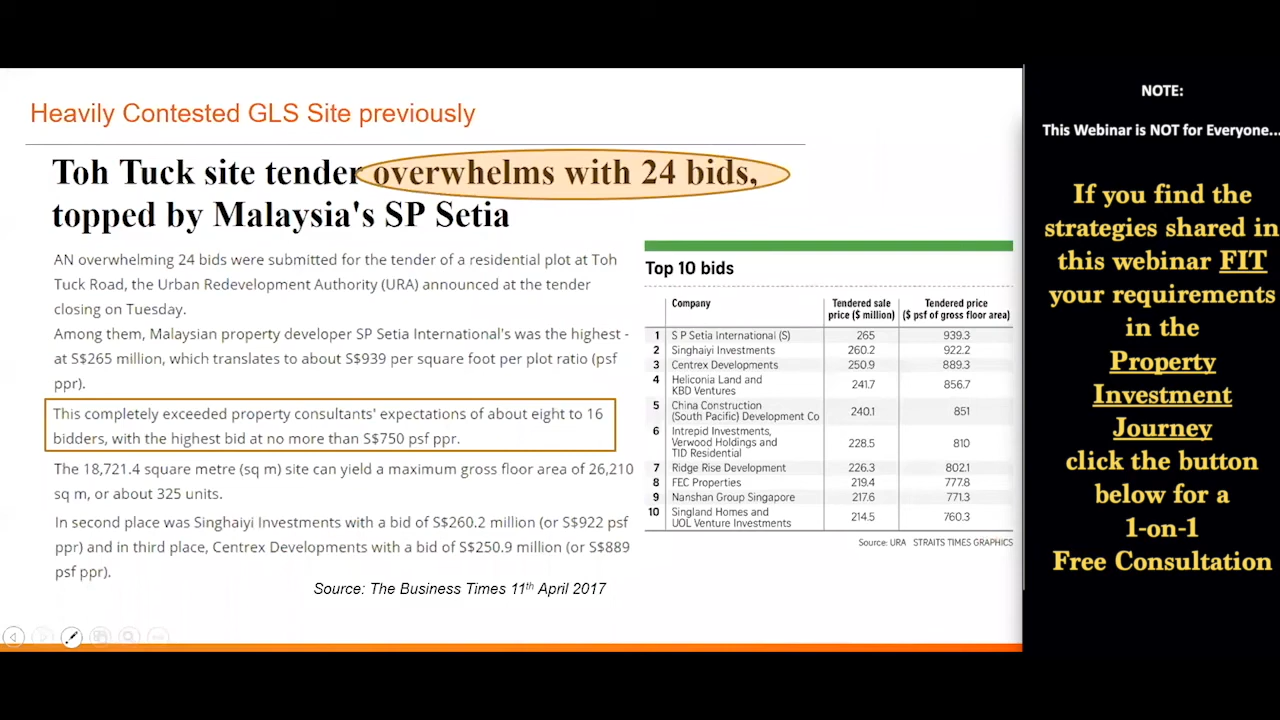 Heavily Contested GLS Site previously
Toh Tuck site tender overwhelms with 24 bids,
topped by Malaysia's SP Setia
AN overwhelming 24 bids were submitted for the tender of a residential plot at Toh
Tuck Road, the Urban Redevelopment Authority (URA) announced at the tender
closing on Tuesday.
Among them, Malaysian property developer SP Setia International's was the highest -
at S$265 million, which translates to about S$939 per square foot per plot ratio (psf
ppr).
This completely exceeded property consultants' expectations of about eight to 16
bidders, with the highest bid at no more than S$750 psf ppr.
The 18,721.4 square metre (sq m) site can yield a maximum gross floor area of 26,210
sq m, or about 325 units.
In second place was Singhaiyi Investments with a bid of S$260.2 million (or S$922 psf
ppr) and in third place, Centrex Developments with a bid of S$250.9 million (or S$889
psf ppr).
Source: The Business Times 11th April 2017
Top 10 bids
Company Tendered sale price ($ million) Tendered price ($ psf of gross floor area)
1 S P Setia International (S) 265 939.3
2 Singhaiyi Investments 260.2 922.2
3 Centrex Developments 250.9 889.3
4 Heliconia Land and
KBD Ventures 241.7 856.7
5 China Construction
(South Pacific) Development Co 240.1 851
6 Intrepid Investments,
Verwood Holdings and
TID Residential 228.5 810
7 Ridge Rise Development 226.3 802.1
8 FEC Properties 219.4 777.8
9 Nanshan Group Singapore 217.6 771.3
10 Singland Homes and
UOL Venture Investments 214.5 760.3
Source: URA STRAITS TIMES GRAPHICS
NOTE:
This Webinar is NOT for Everyone...
If you find the
strategies shared in
this webinar FIT
your requirements
in the
Property
Investment
Journey
click the button
below for a
1-on-1
Free Consultation